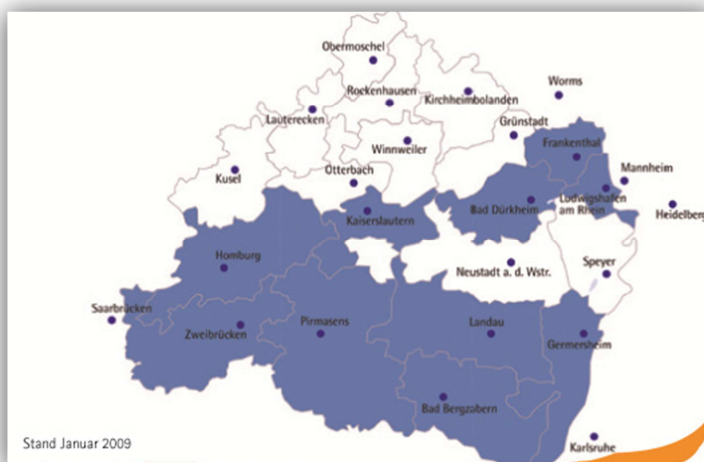 Obermoschel
Rockenhausen
Kirchheimbolanden
Worms
Lauterecken
Grünstadt
Winnweiler
Frankenthal
Kusel
Otterbach
Mannheim
Bad Dürkheim
Ludwigshafen
am Rhein
Kaiserslautern
Heidelberg
Homburg
Neustadt a. d. Wstr.
Speyer
Saarbrücken
Zweibrücken
Pirmasens
Landau
Germersheim
Bad Bergzabern
Stand Januar 2009
Karlsruhe